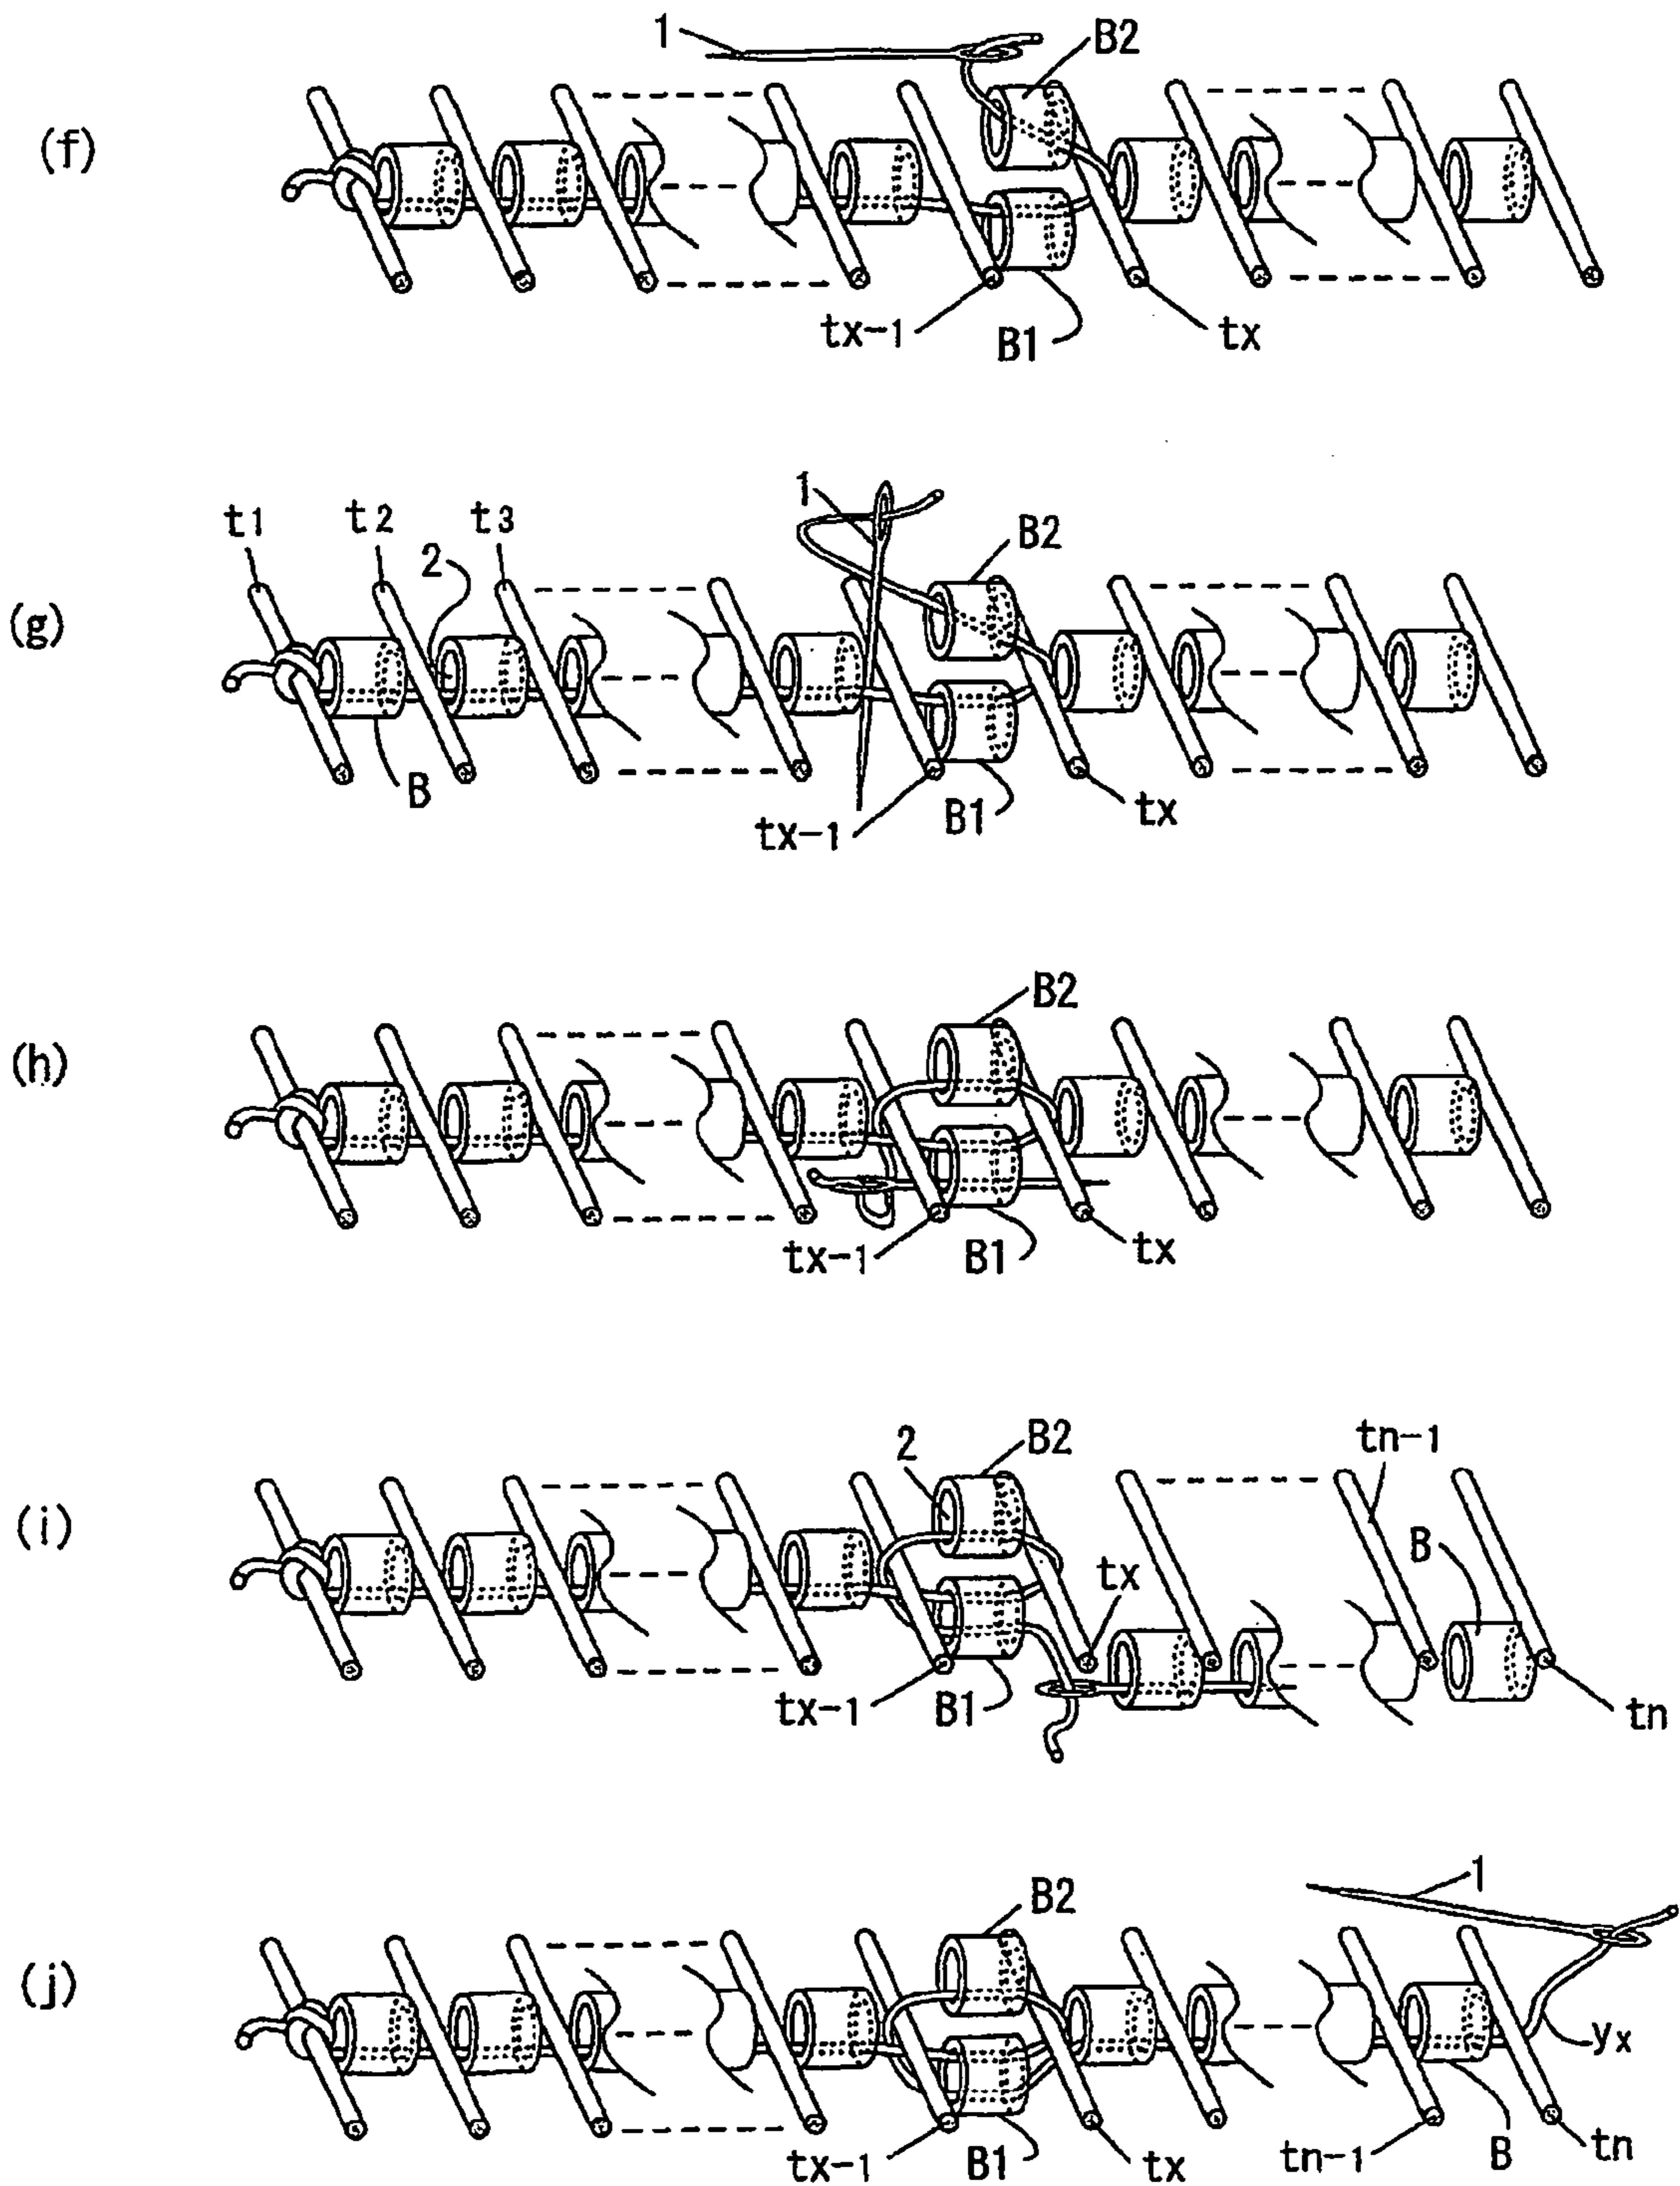 (f)
1
B2
tx-1
B1
tx
(g)
t1
t2
2
t3
1
B2
B
tx-1
B1
tx
(h)
B2
tx-1
B1
tx
(i)
2
B2
tn-1
B
tx
tx-1
B1
tn
(j)
B2
1
yx
tx-1
B1
tx
tn-1
B
tn